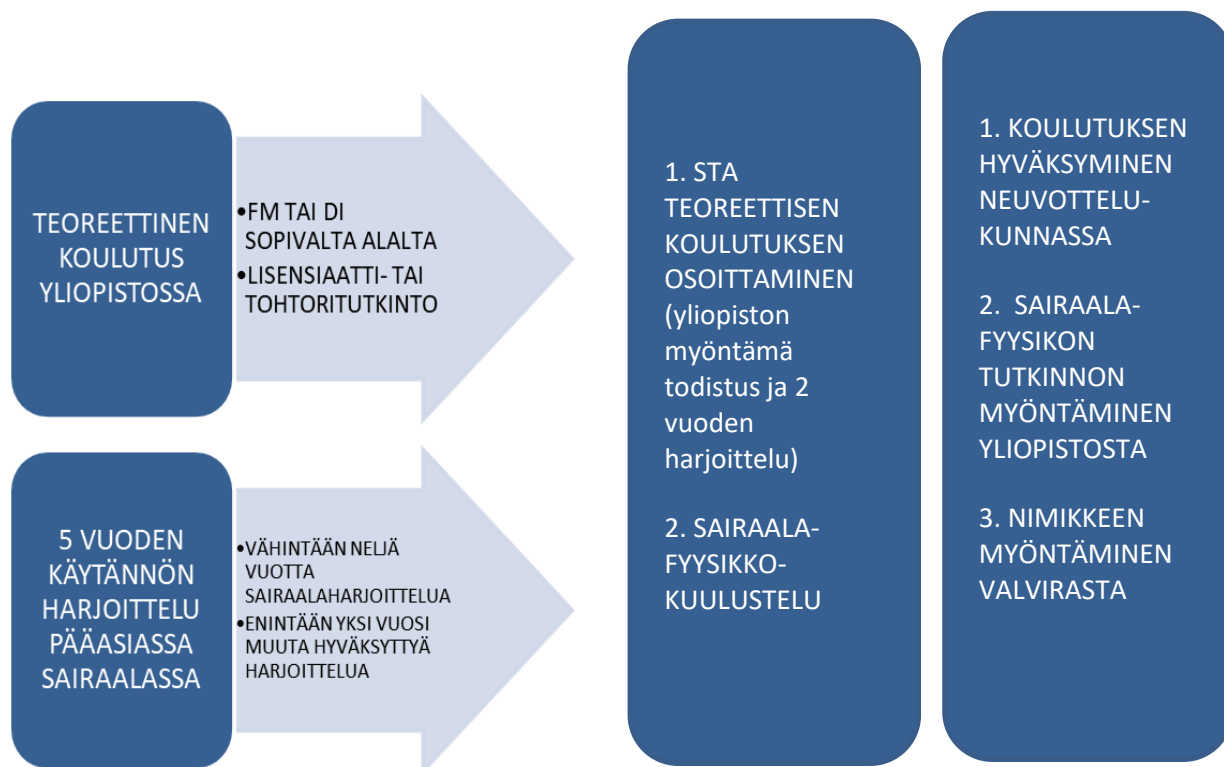 TEOREETTINEN
KOULUTUS
YLIOPISTOSSA
•FM TAI DI
SOPIVALTA ALALTA
•LISENSIAATTI- TAI
TOHTORITUTKINTO
5 VUODEN
KÄYTÄNNÖN
HARJOITTELU
PÄÄASIASSA
SAIRAALASSA
•VÄHINTÄÄN NELJÄ
VUOTTA
SAIRAALAHARJOITTELUA
•ENINTÄÄN YKSI VUOSI
MUUTA HYVÄKSYTTYÄ
HARJOITTELUA
1. STA
TEOREETTISEN
KOULUTUKSEN
OSOITTAMINEN
(yliopiston
myöntämä
todistus ja 2
vuoden
harjoittelu)
2. SAIRAALA-
FYYSIKKO-
KUULUSTELU
1. KOULUTUKSEN
HYVÄKSYMINEN
NEUVOTTELU-
KUNNASSA
2. SAIRAALA-
FYYSIKON
TUTKINNON
MYÖNTÄMINEN
YLIOPISTOSTA
3. NIMIKKEEN
MYÖNTÄMINEN
VALVIRASTA